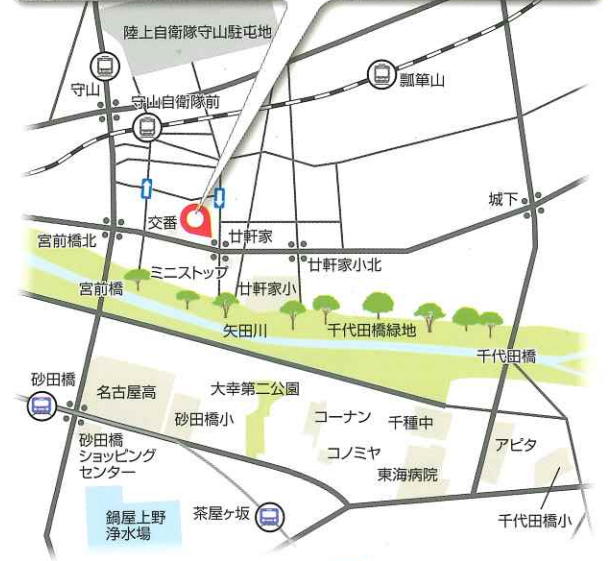 陸上自衛隊守山駐屯地
守山
守山自衛隊前
瓢箪山
城下
交番
宮前橋北
廿軒家
廿軒家小北
ミニストップ
宮前橋
廿軒家小
矢田川
千代田橋緑地
千代田橋
砂田橋
名古屋高
大幸第二公園
砂田橋小
コーナン
千種中
砂田橋
ショッピング
センター
コノミヤ
アピタ
東海病院
鍋屋上野
浄水場
茶屋ヶ坂
千代田橋小